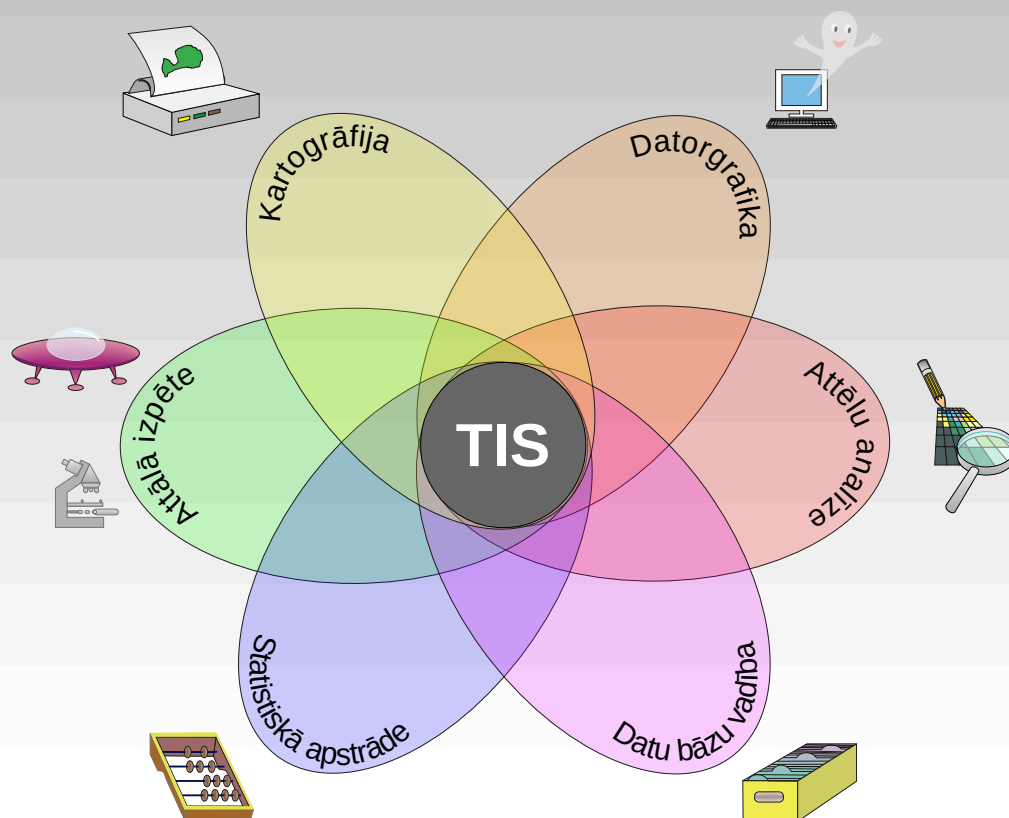 Kartogrāfija
Datorgrafika
Attālā izpēte
TIS
Attēlu analīze
Statistiskā apstrāde
Datu bāzu vadība